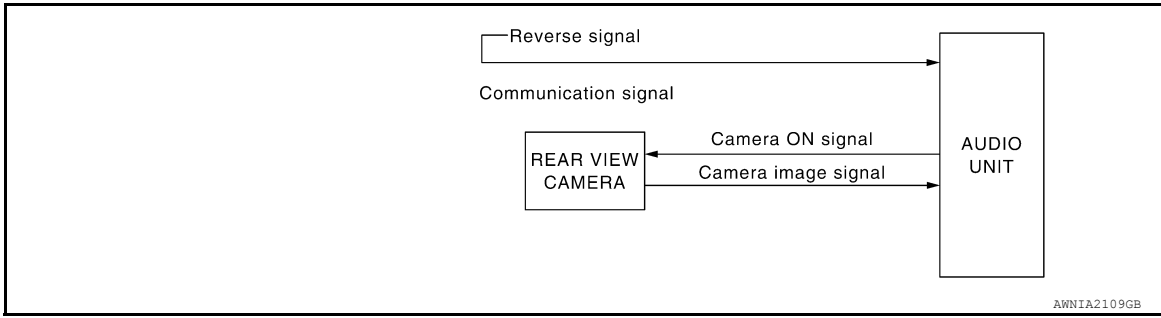 Reverse signal
Communication signal
Camera ON signal
REAR VIEW
CAMERA
Camera image signal
AUDIO
UNIT
AWNIA2109GB